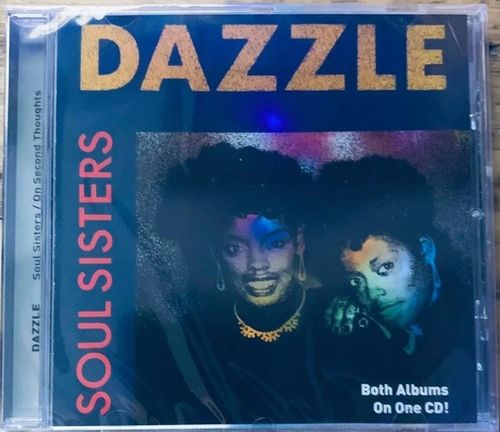 DAZZLE
SOUL SISTERS
Both Albums
On One CD!
DAZZLE Soul Sisters / On Second Thoughts